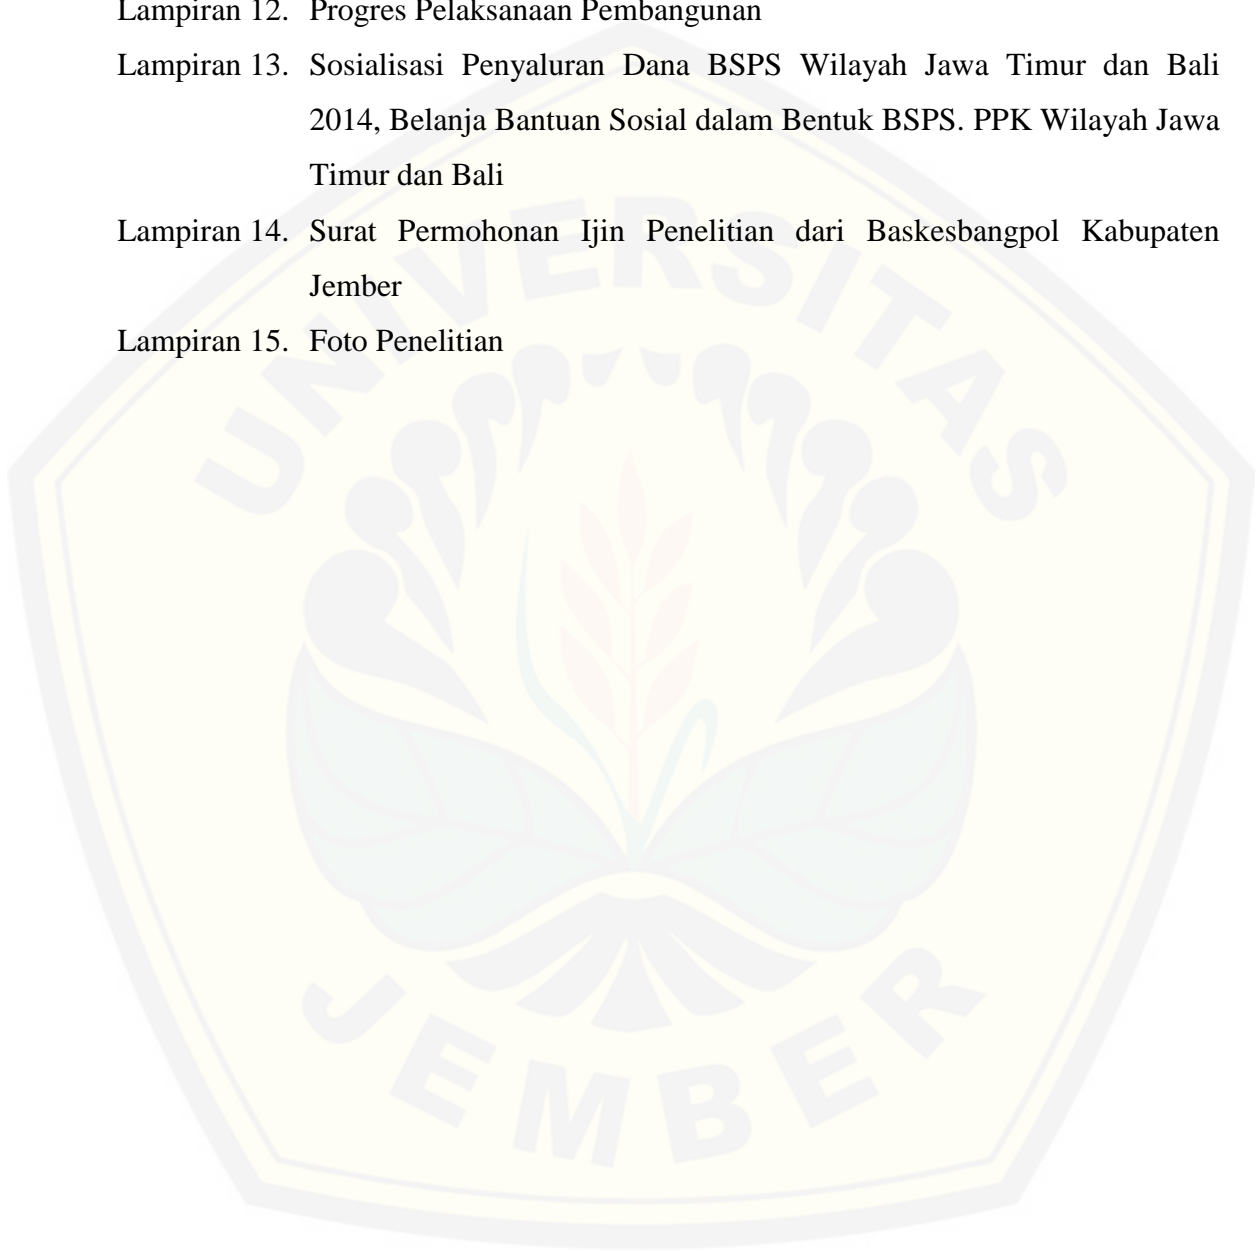 Lampiran 12. Progres Pelaksanaan Pembangunan
Lampiran 13. Sosialisasi Penyaluran Dana BSPS Wilayah Jawa Timur dan Bali
2014, Belanja Bantuan Sosial dalam Bentuk BSPS. PPK Wilayah Jawa
Timur dan Bali
Lampiran 14. Surat Permohonan Ijin Penelitian dari Baskesbangpol Kabupaten
Jember
Lampiran 15. Foto Penelitian
UNIVERSITAS
JEMBER